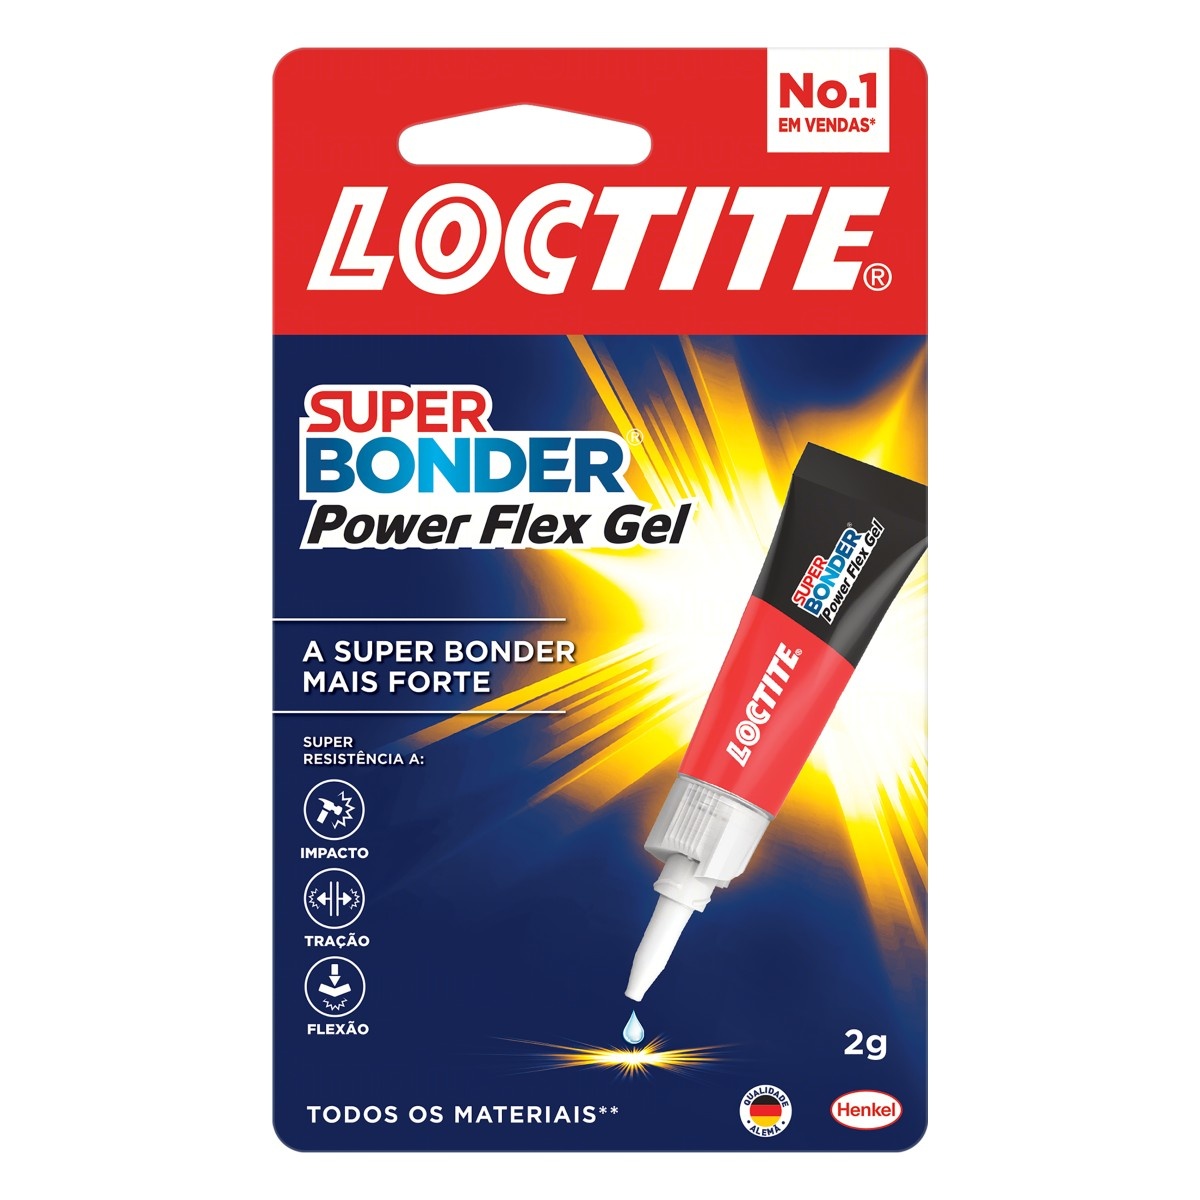 No.1
EM VENDAS*
LOCTITE®
SUPER
BONDER®
Power Flex Gel
A SUPER BONDER
MAIS FORTE
SUPER
RESISTÊNCIA A:
IMPACTO
TRAÇÃO
FLEXÃO
SUPER
BONDER®
Power Flex Gel
LOCTITE®
2g
TODOS OS MATERIAIS**
QUALIDADE
ALEMÃ
Henkel